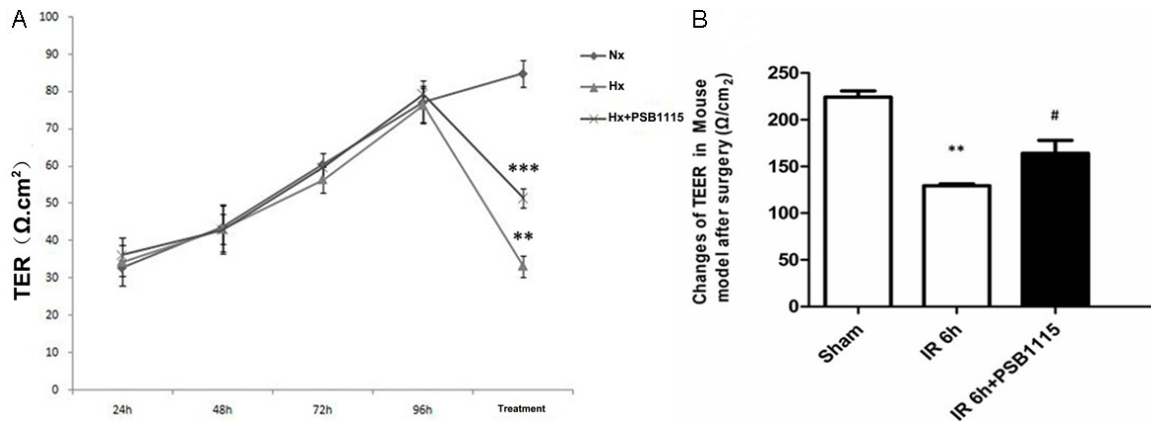 A
TER (Ω.cm²)
100
90
80
70
60
50
40
30
20
10
0
24h
48h
72h
96h
Treatment
***
**
Nx
Hx
Hx+PSB1115
B
Changes of TEER in Mouse
model after surgery (Ω/cm₂)
250
200
150
100
50
0
**
#
Sham
IR 6h
IR 6h+PSB1115